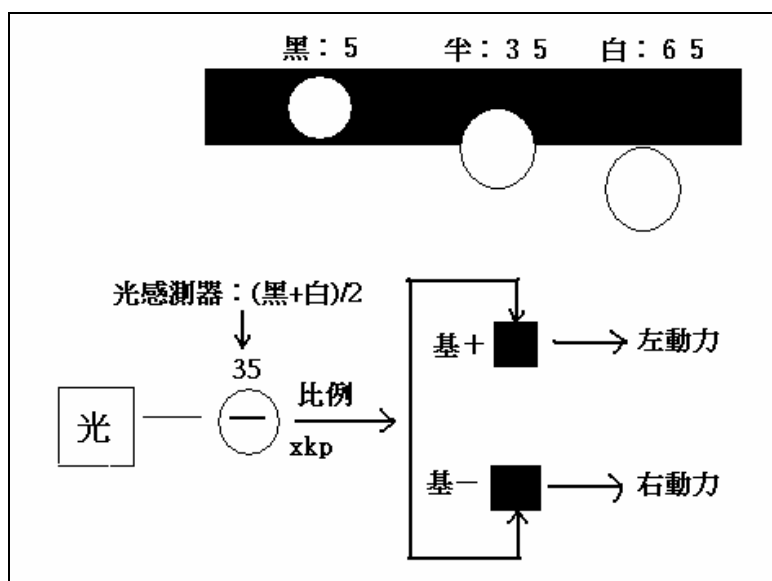 黑：5 半：35 白：65
光感測器：(黑+白)/2
35
光
—
比例
xkp
基＋
左動力
基－
右動力